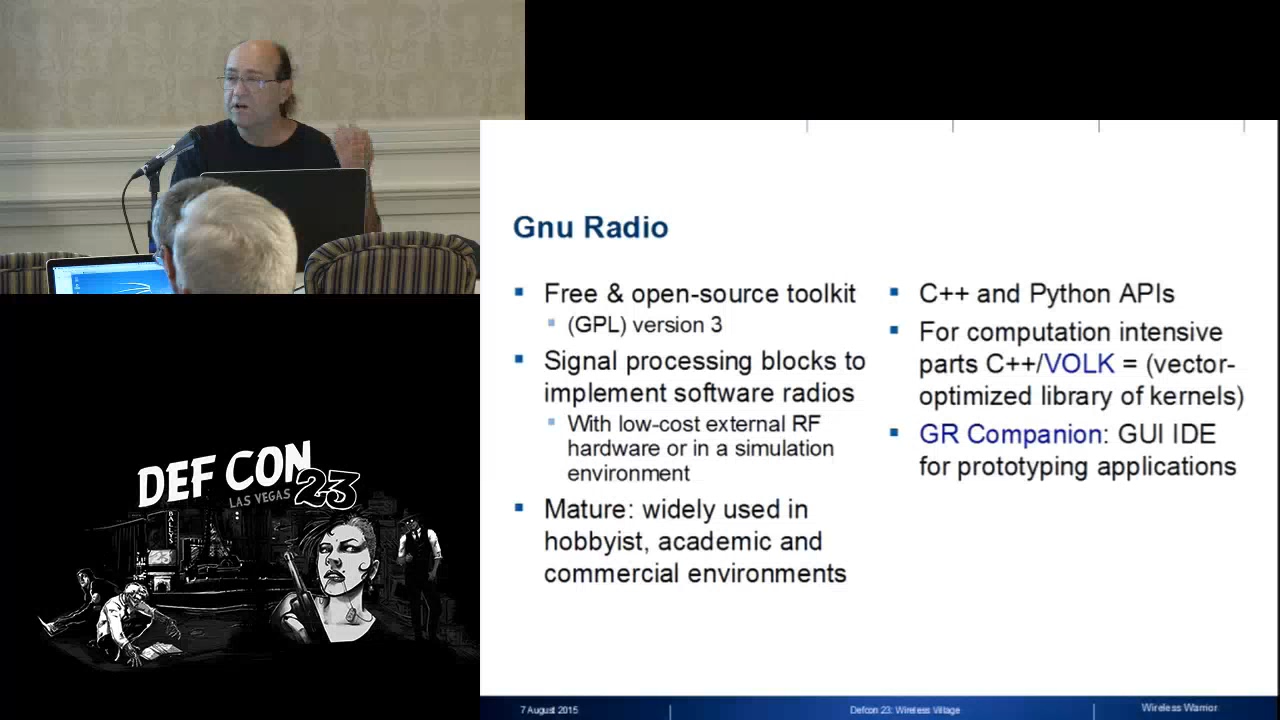 Gnu Radio
Free & open-source toolkit
(GPL) version 3
Signal processing blocks to
implement software radios
With low-cost external RF
hardware or in a simulation
environment
Mature: widely used in
hobbyist, academic and
commercial environments
C++ and Python APIs
For computation intensive
parts C++/VOLK = (vector-
optimized library of kernels)
GR Companion: GUI IDE
for prototyping applications
7 August 2015
Defcon 23: Wireless Village
Wireless Warrior
DEF CON
LAS VEGAS 23
BALLYS
23